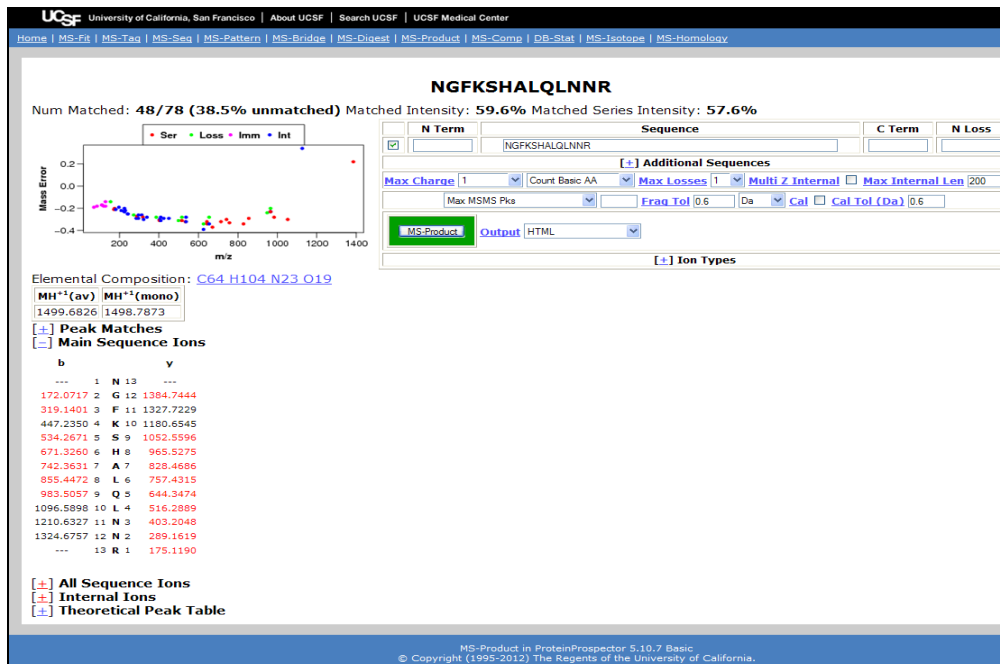 UCSF University of California, San Francisco | About UCSF | Search UCSF | UCSF Medical Center
Home | MS-Fit | MS-Tag | MS-Seq | MS-Pattern | MS-Bridge | MS-Digest | MS-Product | MS-Comp | DB-Stat | MS-Isotope | MS-Homology
NGFKSHALQLNNR
Num Matched: 48/78 (38.5% unmatched) Matched Intensity: 59.6% Matched Series Intensity: 57.6%
• Ser • Loss • Imm • Int
Mass Error
0.2
0.0
−0.2
−0.4
200 400 600 800 1000 1200 1400
m/z
N Term Sequence C Term N Loss
NGFKSHALQLNNR
[+] Additional Sequences
Max Charge 1 Count Basic AA Max Losses 1 Multi Z Internal Max Internal Len 200
Max MSMS Pks Frag Tol 0.6 Da Cal Cal Tol (Da) 0.6
MS-Product Output HTML
[+] Ion Types
Elemental Composition: C64 H104 N23 O19
MH+1(av) MH+1(mono)
1499.6826 1498.7873
[+] Peak Matches
[−] Main Sequence Ions
b y
--- 1 N 13 ---
172.0717 2 G 12 1384.7444
319.1401 3 F 11 1327.7229
447.2350 4 K 10 1180.6545
534.2671 5 S 9 1052.5596
671.3260 6 H 8 965.5275
742.3631 7 A 7 828.4686
855.4472 8 L 6 757.4315
983.5057 9 Q 5 644.3474
1096.5898 10 L 4 516.2889
1210.6327 11 N 3 403.2048
1324.6757 12 N 2 289.1619
--- 13 R 1 175.1190
[+] All Sequence Ions
[+] Internal Ions
[+] Theoretical Peak Table
MS-Product in ProteinProspector 5.10.7 Basic
© Copyright (1995-2012) The Regents of the University of California.